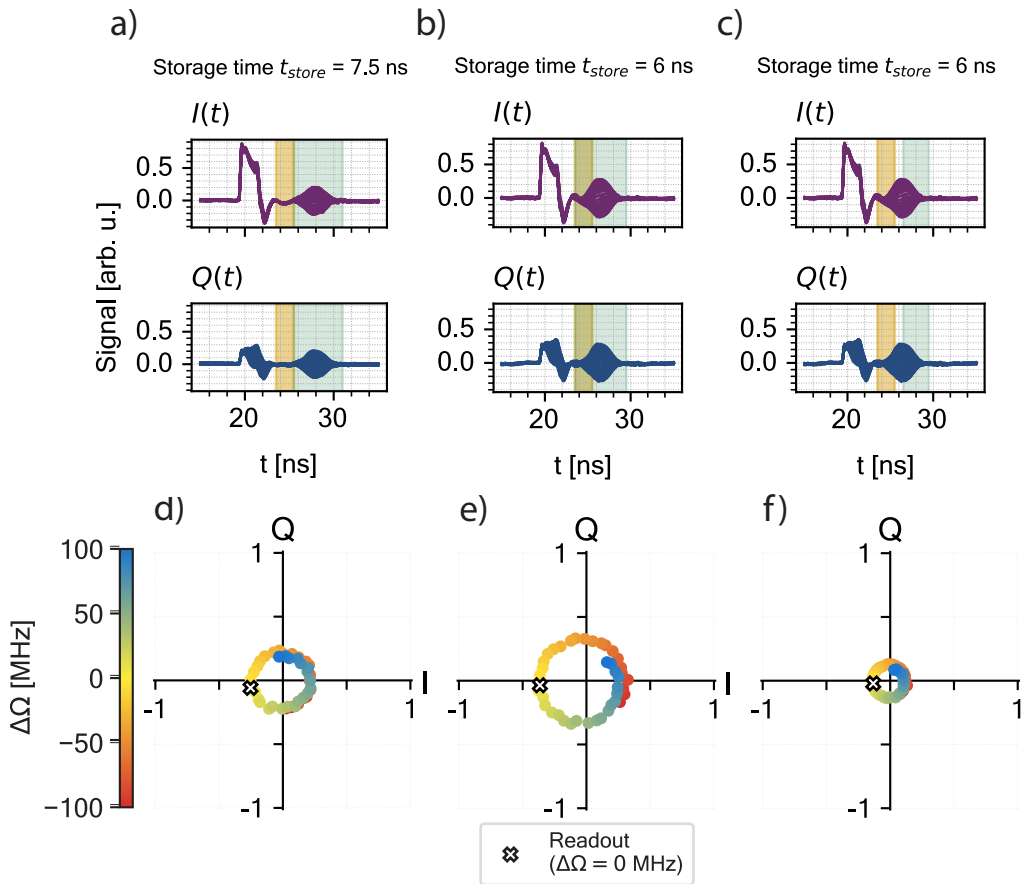 a)
b)
c)
Storage time t_store = 7.5 ns
Storage time t_store = 6 ns
Storage time t_store = 6 ns
I(t)
I(t)
I(t)
0.5
0.0
0.5
0.0
0.5
0.0
Signal [arb. u.]
Q(t)
Q(t)
Q(t)
0.5
0.0
0.5
0.0
0.5
0.0
20
30
20
30
20
30
t [ns]
t [ns]
t [ns]
d)
e)
f)
ΔΩ [MHz]
100
50
0
−50
−100
Q
1
-1
-1
I
Q
1
-1
-1
I
Q
1
-1
-1
1
Readout
(ΔΩ = 0 MHz)